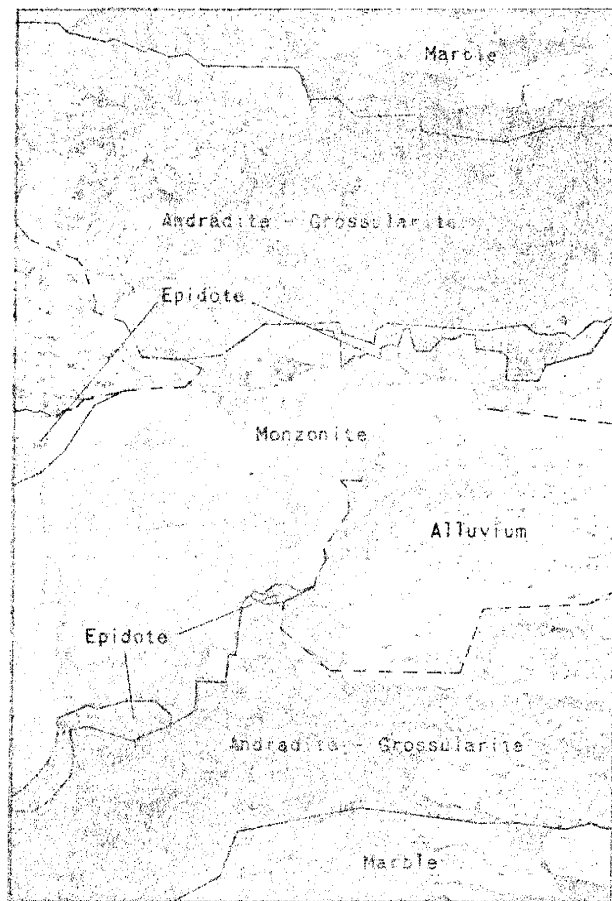 Marble
Andradite - Grossularite
Epidote
Monzonite
Alluvium
Epidote
Andradite - Grossularite
Marble